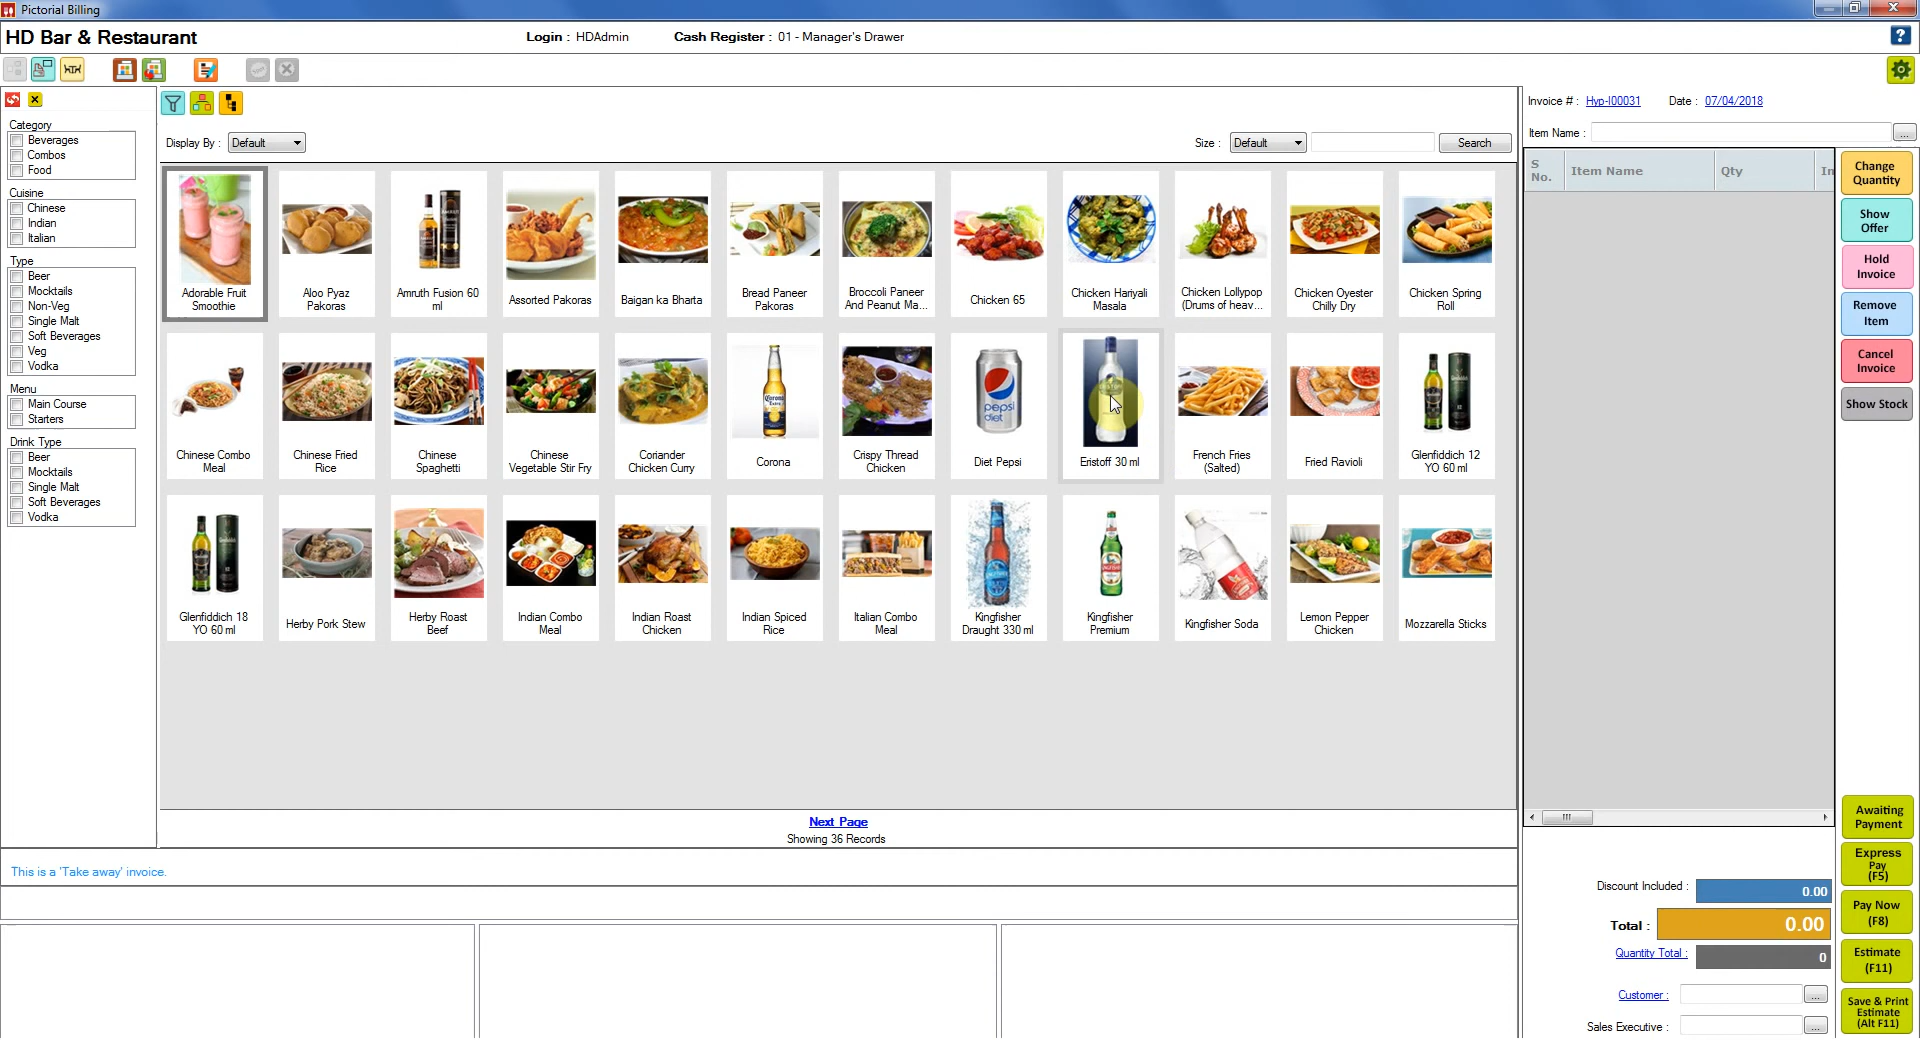 Pictorial Billing
HD Bar & Restaurant
Login : HDAdmin
Cash Register : 01 - Manager's Drawer
?
Category
Beverages
Combos
Food
Cuisine
Chinese
Indian
Italian
Type
Beer
Mocktails
Non-Veg
Single Malt
Soft Beverages
Veg
Vodka
Menu
Main Course
Starters
Drink Type
Beer
Mocktails
Single Malt
Soft Beverages
Vodka
Display By : Default
Size : Default
Search
Adorable Fruit
Smoothie
Aloo Pyaz
Pakoras
Amruth Fusion 60
ml
Assorted Pakoras
Baigan ka Bharta
Bread Paneer
Pakoras
Broccoli Paneer
And Peanut Ma...
Chicken 65
Chicken Hariyali
Masala
Chicken Lollypop
(Drums of heav...
Chicken Oyester
Chilly Dry
Chicken Spring
Roll
Chinese Combo
Meal
Chinese Fried
Rice
Chinese
Spaghetti
Chinese
Vegetable Stir Fry
Coriander
Chicken Curry
Corona
Crispy Thread
Chicken
pepsi
diet
Diet Pepsi
Eristoff 30 ml
French Fries
(Salted)
Fried Ravioli
Glenfiddich 12
YO 60 ml
Glenfiddich 18
YO 60 ml
Herby Pork Stew
Herby Roast
Beef
Indian Combo
Meal
Indian Roast
Chicken
Indian Spiced
Rice
Italian Combo
Meal
Kingfisher
Draught 330 ml
Kingfisher
Premium
Kingfisher Soda
Lemon Pepper
Chicken
Mozzarella Sticks
Next Page
Showing 36 Records
This is a 'Take away' invoice.
Invoice # : Hyp-I00031
Date : 07/04/2018
Item Name :
...
S
No.
Item Name
Qty
In
Change
Quantity
Show
Offer
Hold
Invoice
Remove
Item
Cancel
Invoice
Show Stock
Awaiting
Payment
Express
Pay
(F5)
Pay Now
(F8)
Estimate
(F11)
Save & Print
Estimate
(Alt F11)
Discount Included : 0.00
Total : 0.00
Quantity Total : 0
Customer :
...
Sales Executive :
...